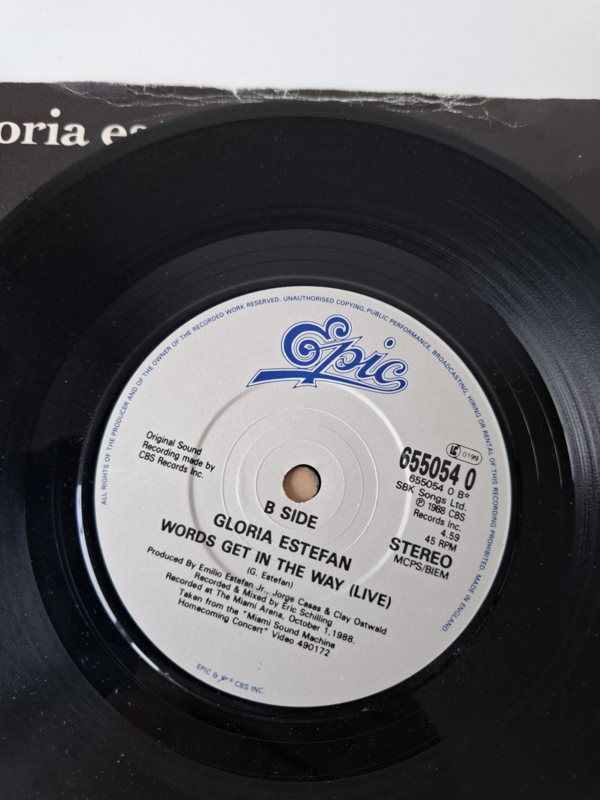 oria es
ALL RIGHTS OF THE PRODUCER AND OF THE OWNER OF THE RECORDED WORK RESERVED. UNAUTHORISED COPYING, PUBLIC PERFORMANCE, BROADCASTING, HIRING OR RENTAL OF THIS RECORDING PROHIBITED. MADE IN ENGLAND.
Epic
Original Sound
Recording made by
CBS Records Inc.
LC 0199
655054 0
655054 0 B*
SBK Songs Ltd.
℗ 1988 CBS
Records Inc.
4.59
45 RPM
STEREO
MCPS/BIEM
B SIDE
GLORIA ESTEFAN
WORDS GET IN THE WAY (LIVE)
(G. Estefan)
Produced By Emilio Estefan Jr., Jorge Casas & Clay Ostwald
Recorded & Mixed by Eric Schilling
Recorded at The Miami Arena, October 1,1988.
Taken from the "Miami Sound Machine
Homecoming Concert" Video 490172
EPIC & Epic ® CBS INC.